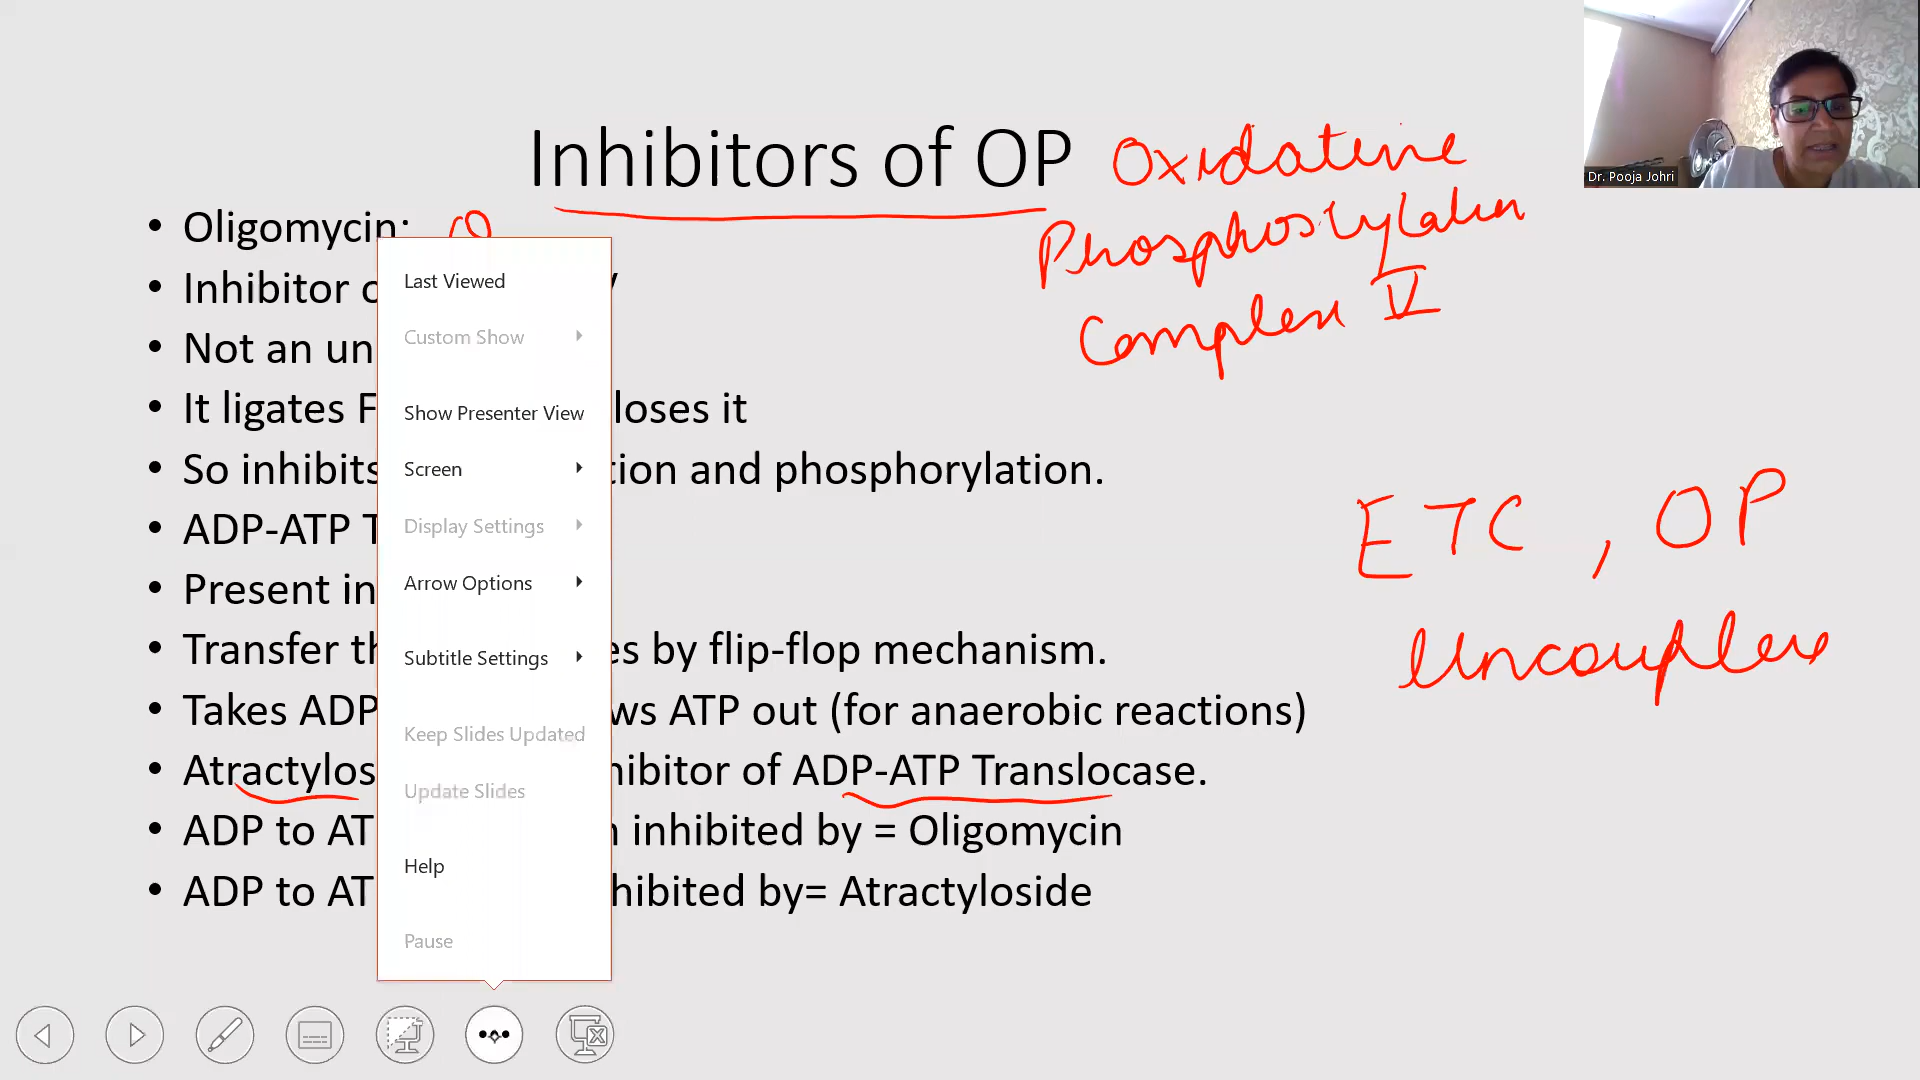 Inhibitors of OP Oxidative
Phosphorylation
Complex V
Dr. Pooja Johri
• Oligomycin:
• Inhibitor
• Not an un
• It ligates F loses it
• So inhibits tion and phosphorylation.
• ADP-ATP T
• Present in
• Transfer th es by flip-flop mechanism.
• Takes ADP ws ATP out (for anaerobic reactions)
• Atractylos hibitor of ADP-ATP Translocase.
• ADP to AT n inhibited by = Oligomycin
• ADP to AT hibited by= Atractyloside
ETC , OP
Last Viewed
Custom Show
Show Presenter View
Screen
Display Settings
Arrow Options
Subtitle Settings
Keep Slides Updated
Update Slides
Help
Pause